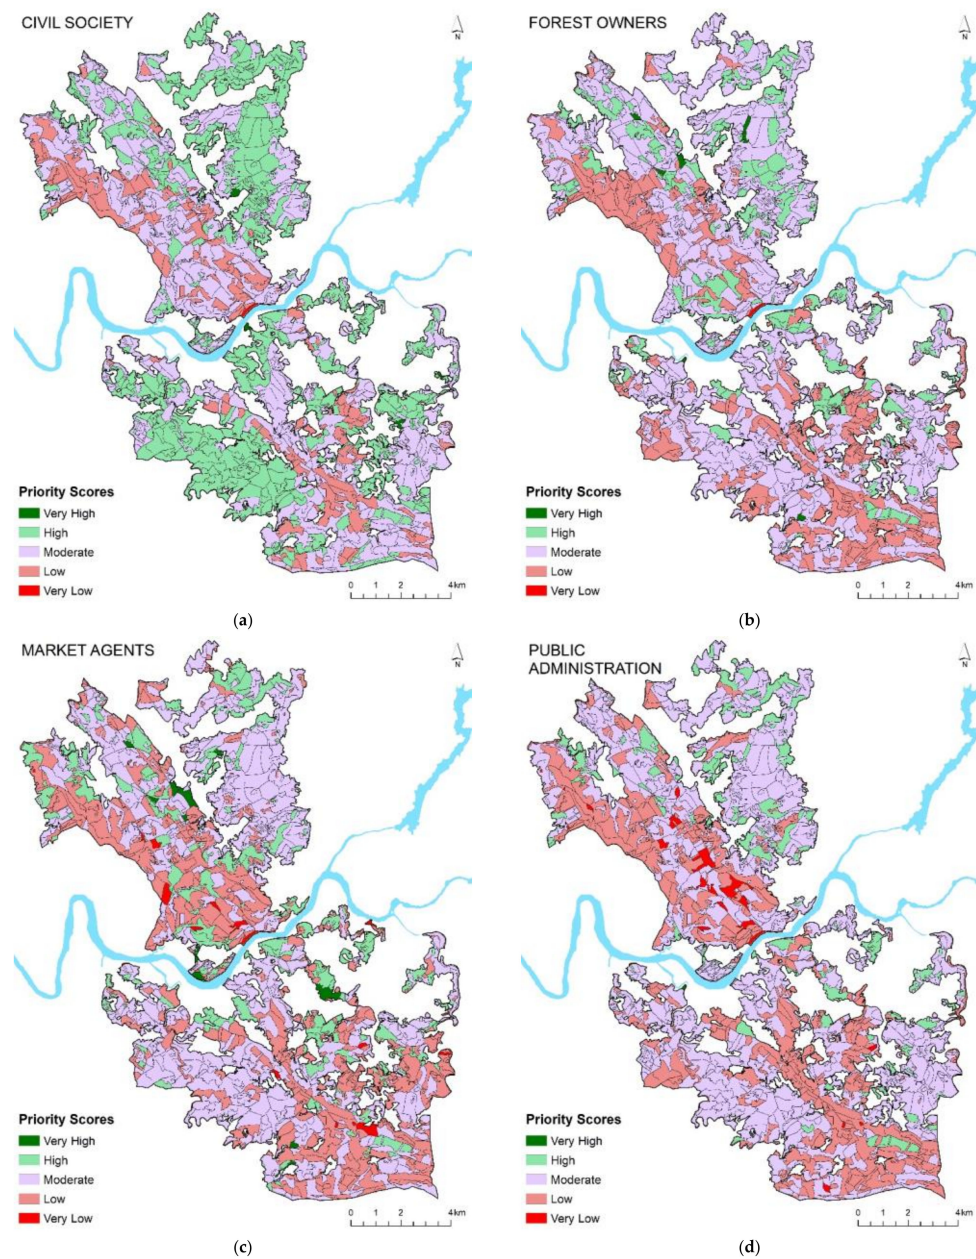 CIVIL SOCIETY
N
Priority Scores
Very High
High
Moderate
Low
Very Low
0 1 2 4 km
(a)
FOREST OWNERS
N
Priority Scores
Very High
High
Moderate
Low
Very Low
0 1 2 4 km
(b)
MARKET AGENTS
N
Priority Scores
Very High
High
Moderate
Low
Very Low
0 1 2 4 km
(c)
PUBLIC
ADMINISTRATION
N
Priority Scores
Very High
High
Moderate
Low
Very Low
0 1 2 4 km
(d)